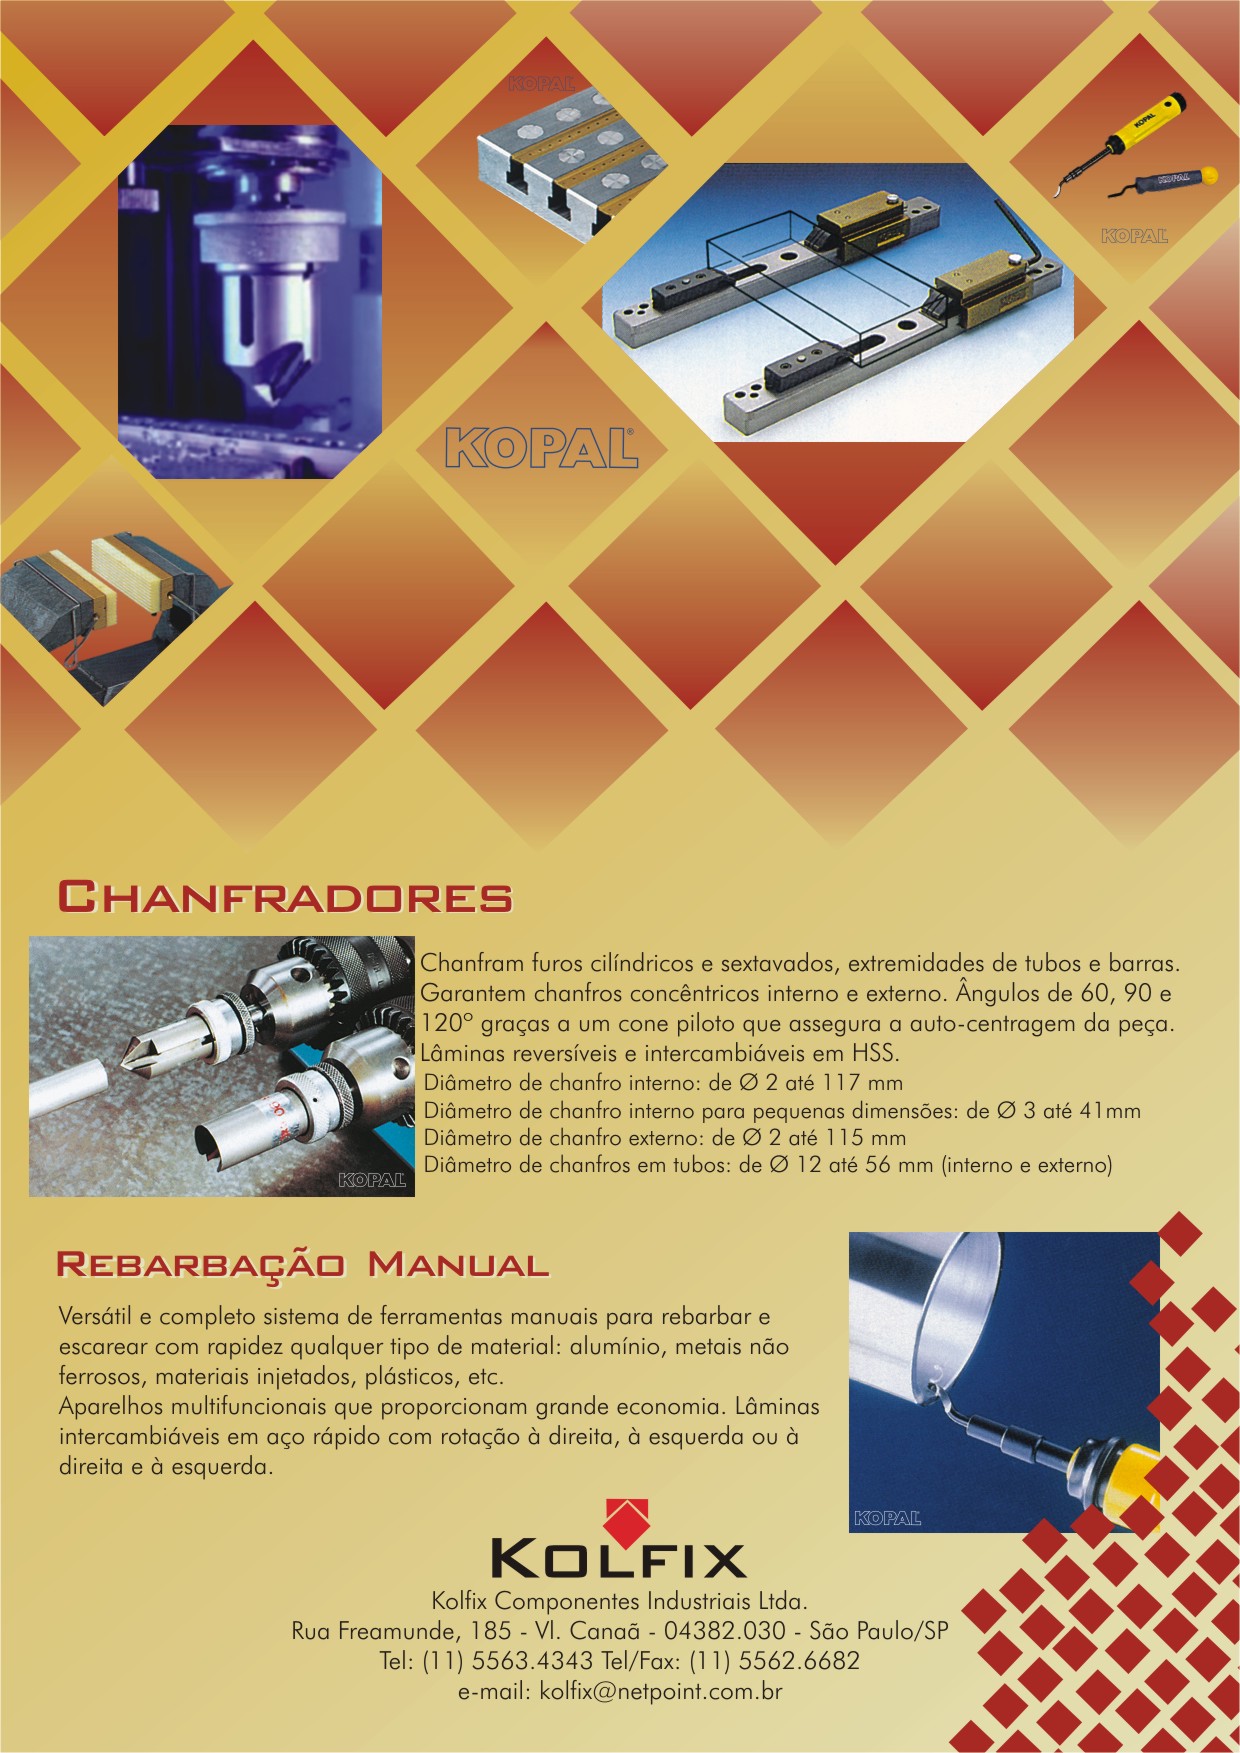 KOPAL
KOPAL
KOPAL
KOPAL
KOPAL®
CHANFRADORES
Chanfram furos cilíndricos e sextavados, extremidades de tubos e barras.
Garantem chanfros concêntricos interno e externo. Ângulos de 60, 90 e
120º graças a um cone piloto que assegura a auto-centragem da peça.
Lâminas reversíveis e intercambiáveis em HSS.
Diâmetro de chanfro interno: de Ø 2 até 117 mm
Diâmetro de chanfro interno para pequenas dimensões: de Ø 3 até 41mm
Diâmetro de chanfro externo: de Ø 2 até 115 mm
Diâmetro de chanfros em tubos: de Ø 12 até 56 mm (interno e externo)
KOPAL
REBARBAÇÃO MANUAL
Versátil e completo sistema de ferramentas manuais para rebarbar e
escarear com rapidez qualquer tipo de material: alumínio, metais não
ferrosos, materiais injetados, plásticos, etc.
Aparelhos multifuncionais que proporcionam grande economia. Lâminas
intercambiáveis em aço rápido com rotação à direita, à esquerda ou à
direita e à esquerda.
KOPAL
KOLFIX
Kolfix Componentes Industriais Ltda.
Rua Freamunde, 185 - Vl. Canaã - 04382.030 - São Paulo/SP
Tel: (11) 5563.4343 Tel/Fax: (11) 5562.6682
e-mail: kolfix@netpoint.com.br